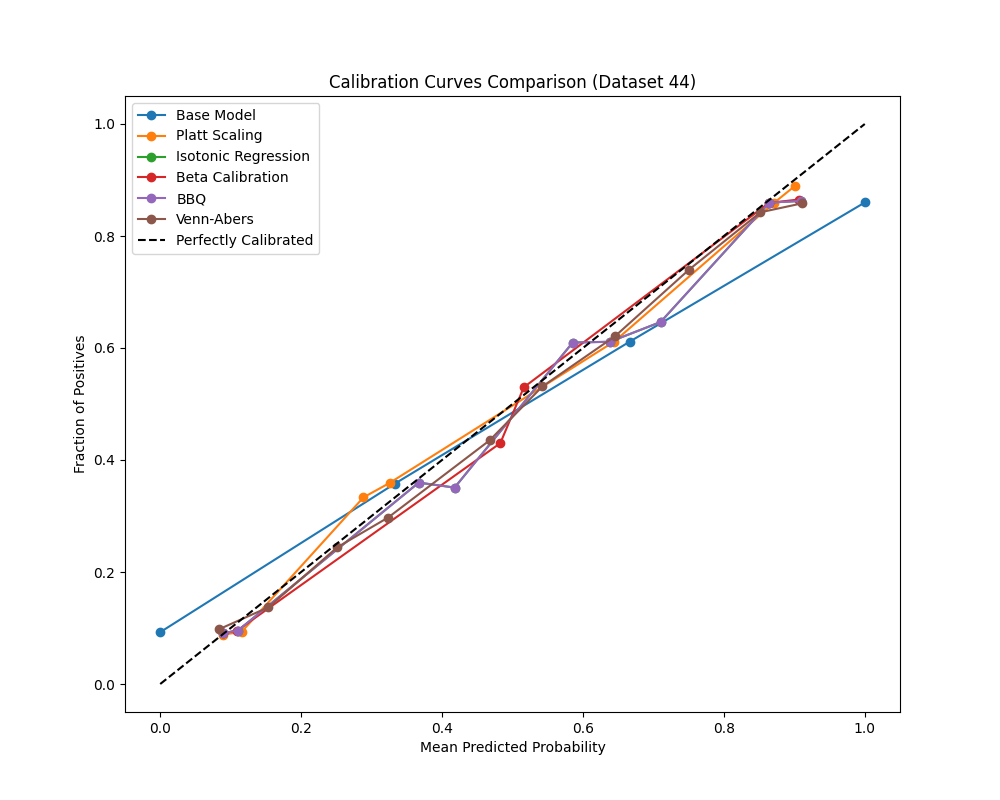 Calibration Curves Comparison (Dataset 44)
Base Model
Platt Scaling
Isotonic Regression
Beta Calibration
BBQ
Venn-Abers
Perfectly Calibrated
1.0
0.8
0.6
0.4
0.2
0.0
Fraction of Positives
0.0 0.2 0.4 0.6 0.8 1.0
Mean Predicted Probability